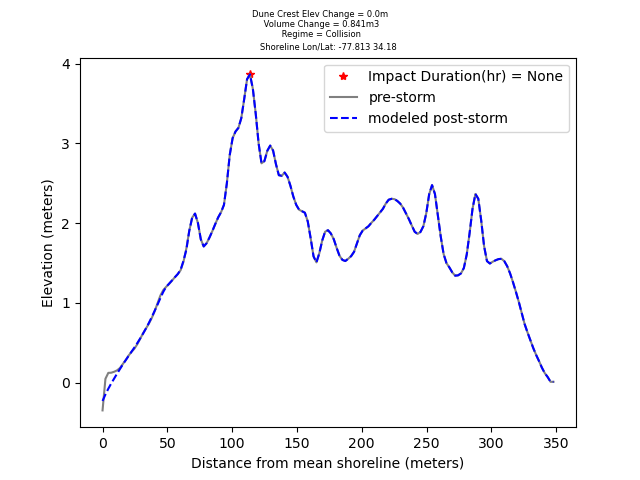 Dune Crest Elev Change = 0.0m
Volume Change = 0.841m3
Regime = Collision
Shoreline Lon/Lat: -77.813 34.18
Impact Duration(hr) = None
pre-storm
modeled post-storm
Elevation (meters)
4
3
2
1
0
0 50 100 150 200 250 300 350
Distance from mean shoreline (meters)